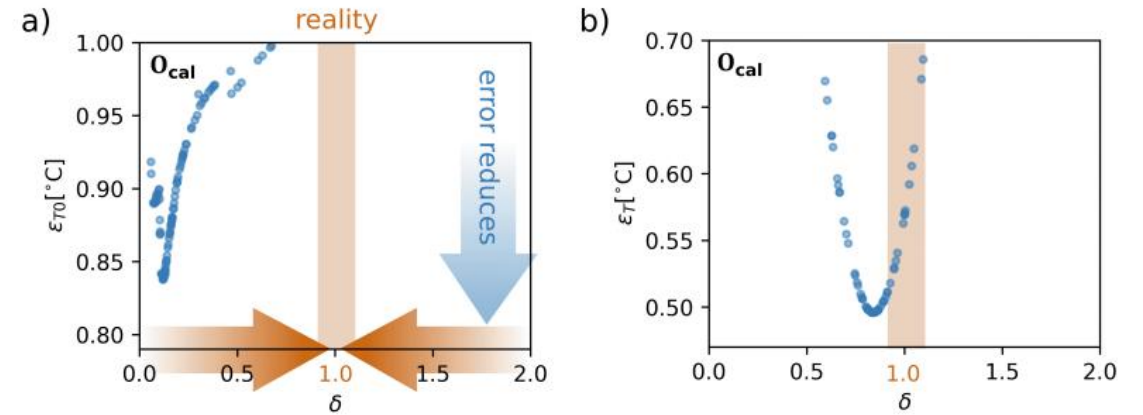 a)
reality
O_cal
error reduces
1.00
0.95
0.90
0.85
0.80
ε_T0[°C]
0.0 0.5 1.0 1.5 2.0
δ
b)
O_cal
0.70
0.65
0.60
0.55
0.50
ε_T[°C]
0.0 0.5 1.0 1.5 2.0
δ